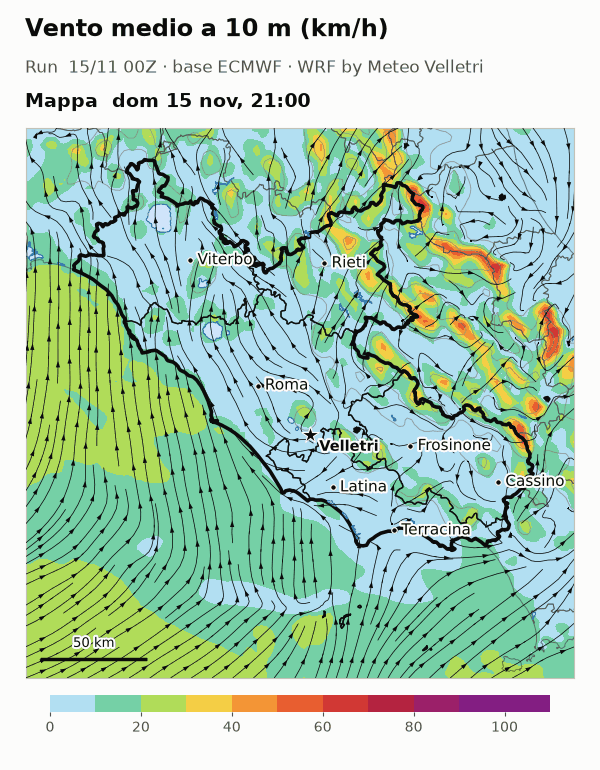 Vento medio a 10 m (km/h)
Run 15/11 00Z · base ECMWF · WRF by Meteo Velletri
Mappa dom 15 nov, 21:00
Viterbo
Rieti
Roma
Velletri
Frosinone
Latina
Cassino
Terracina
50 km
0 20 40 60 80 100